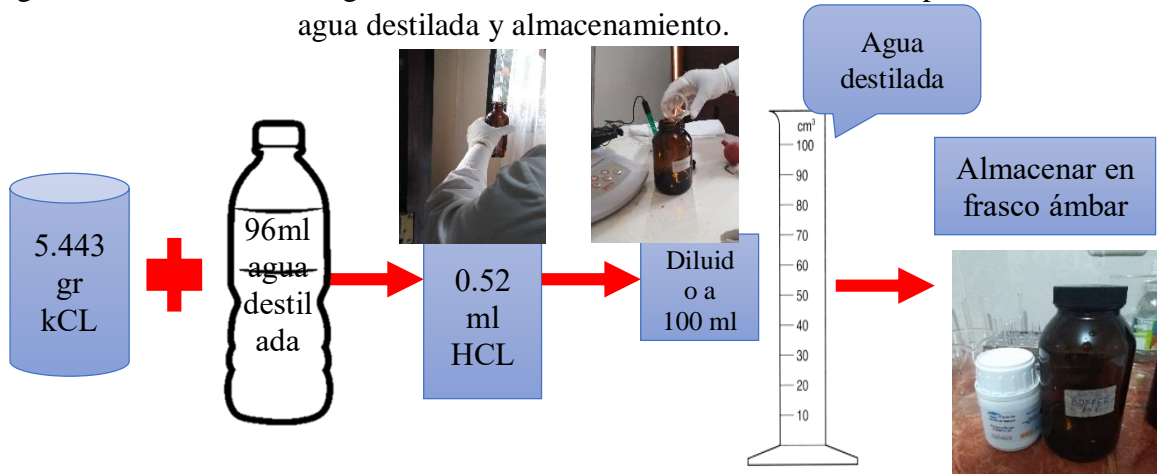 agua destilada y almacenamiento.
Agua
destilada
5.443
gr
kCL
96ml
agua
destil
ada
0.52
ml
HCL
Diluid
o a
100 ml
cm³
100
90
80
70
60
50
40
30
20
10
Almacenar en
frasco ámbar
BUFFER